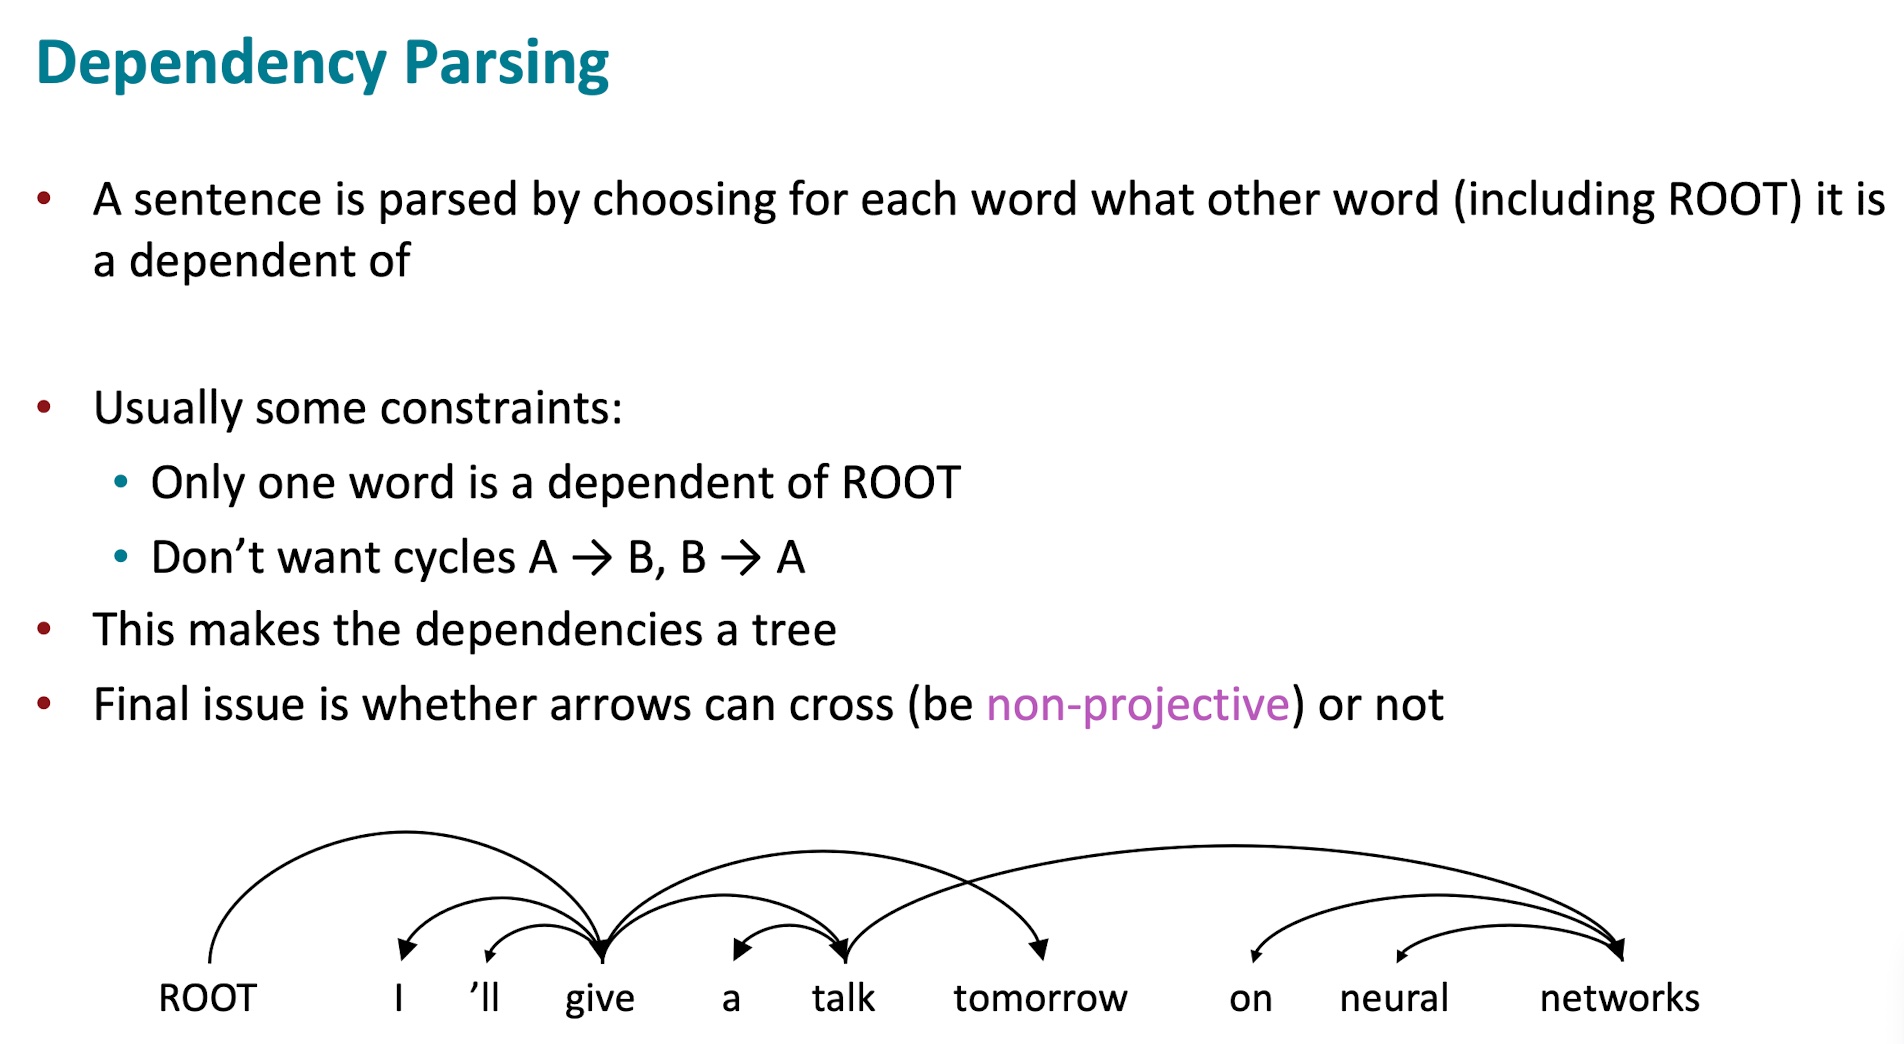 Dependency Parsing
• A sentence is parsed by choosing for each word what other word (including ROOT) it is
a dependent of
• Usually some constraints:
• Only one word is a dependent of ROOT
• Don’t want cycles A → B, B → A
• This makes the dependencies a tree
• Final issue is whether arrows can cross (be non-projective) or not
ROOT I ’ll give a talk tomorrow on neural networks